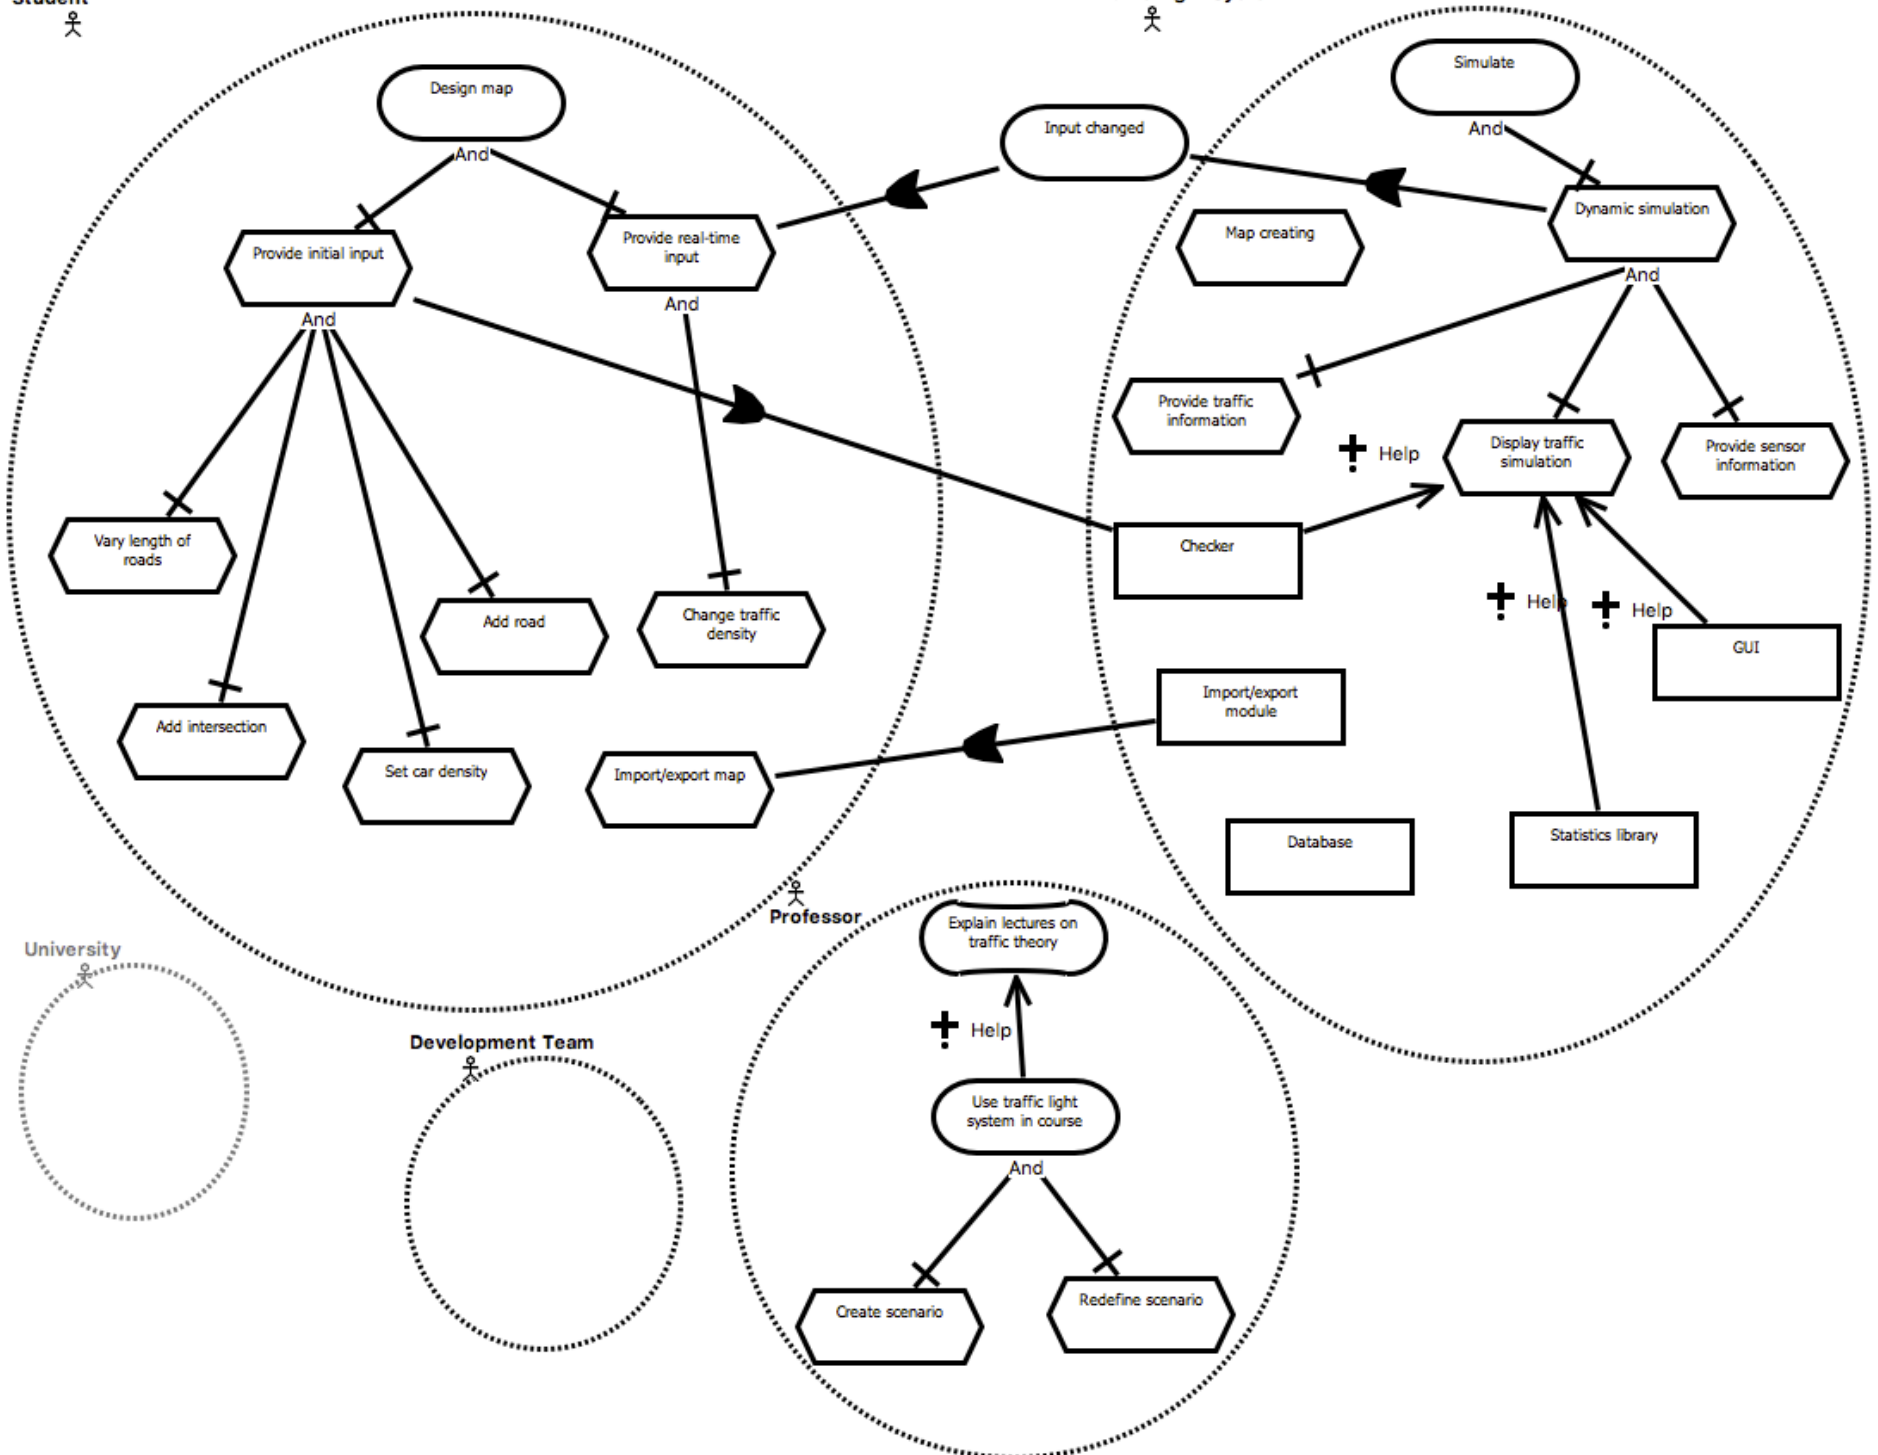 Student
Design map
And
Provide initial input
And
Provide real-time
input
And
Vary length of
roads
Add road
Change traffic
density
Add intersection
Set car density
Import/export map
Input changed
Simulate
And
Dynamic simulation
And
Map creating
Provide traffic
information
Help
Display traffic
simulation
Provide sensor
information
Checker
Help
Help
GUI
Import/export
module
Database
Statistics library
Professor
Explain lectures on
traffic theory
Help
Use traffic light
system in course
And
Create scenario
Redefine scenario
University
Development Team